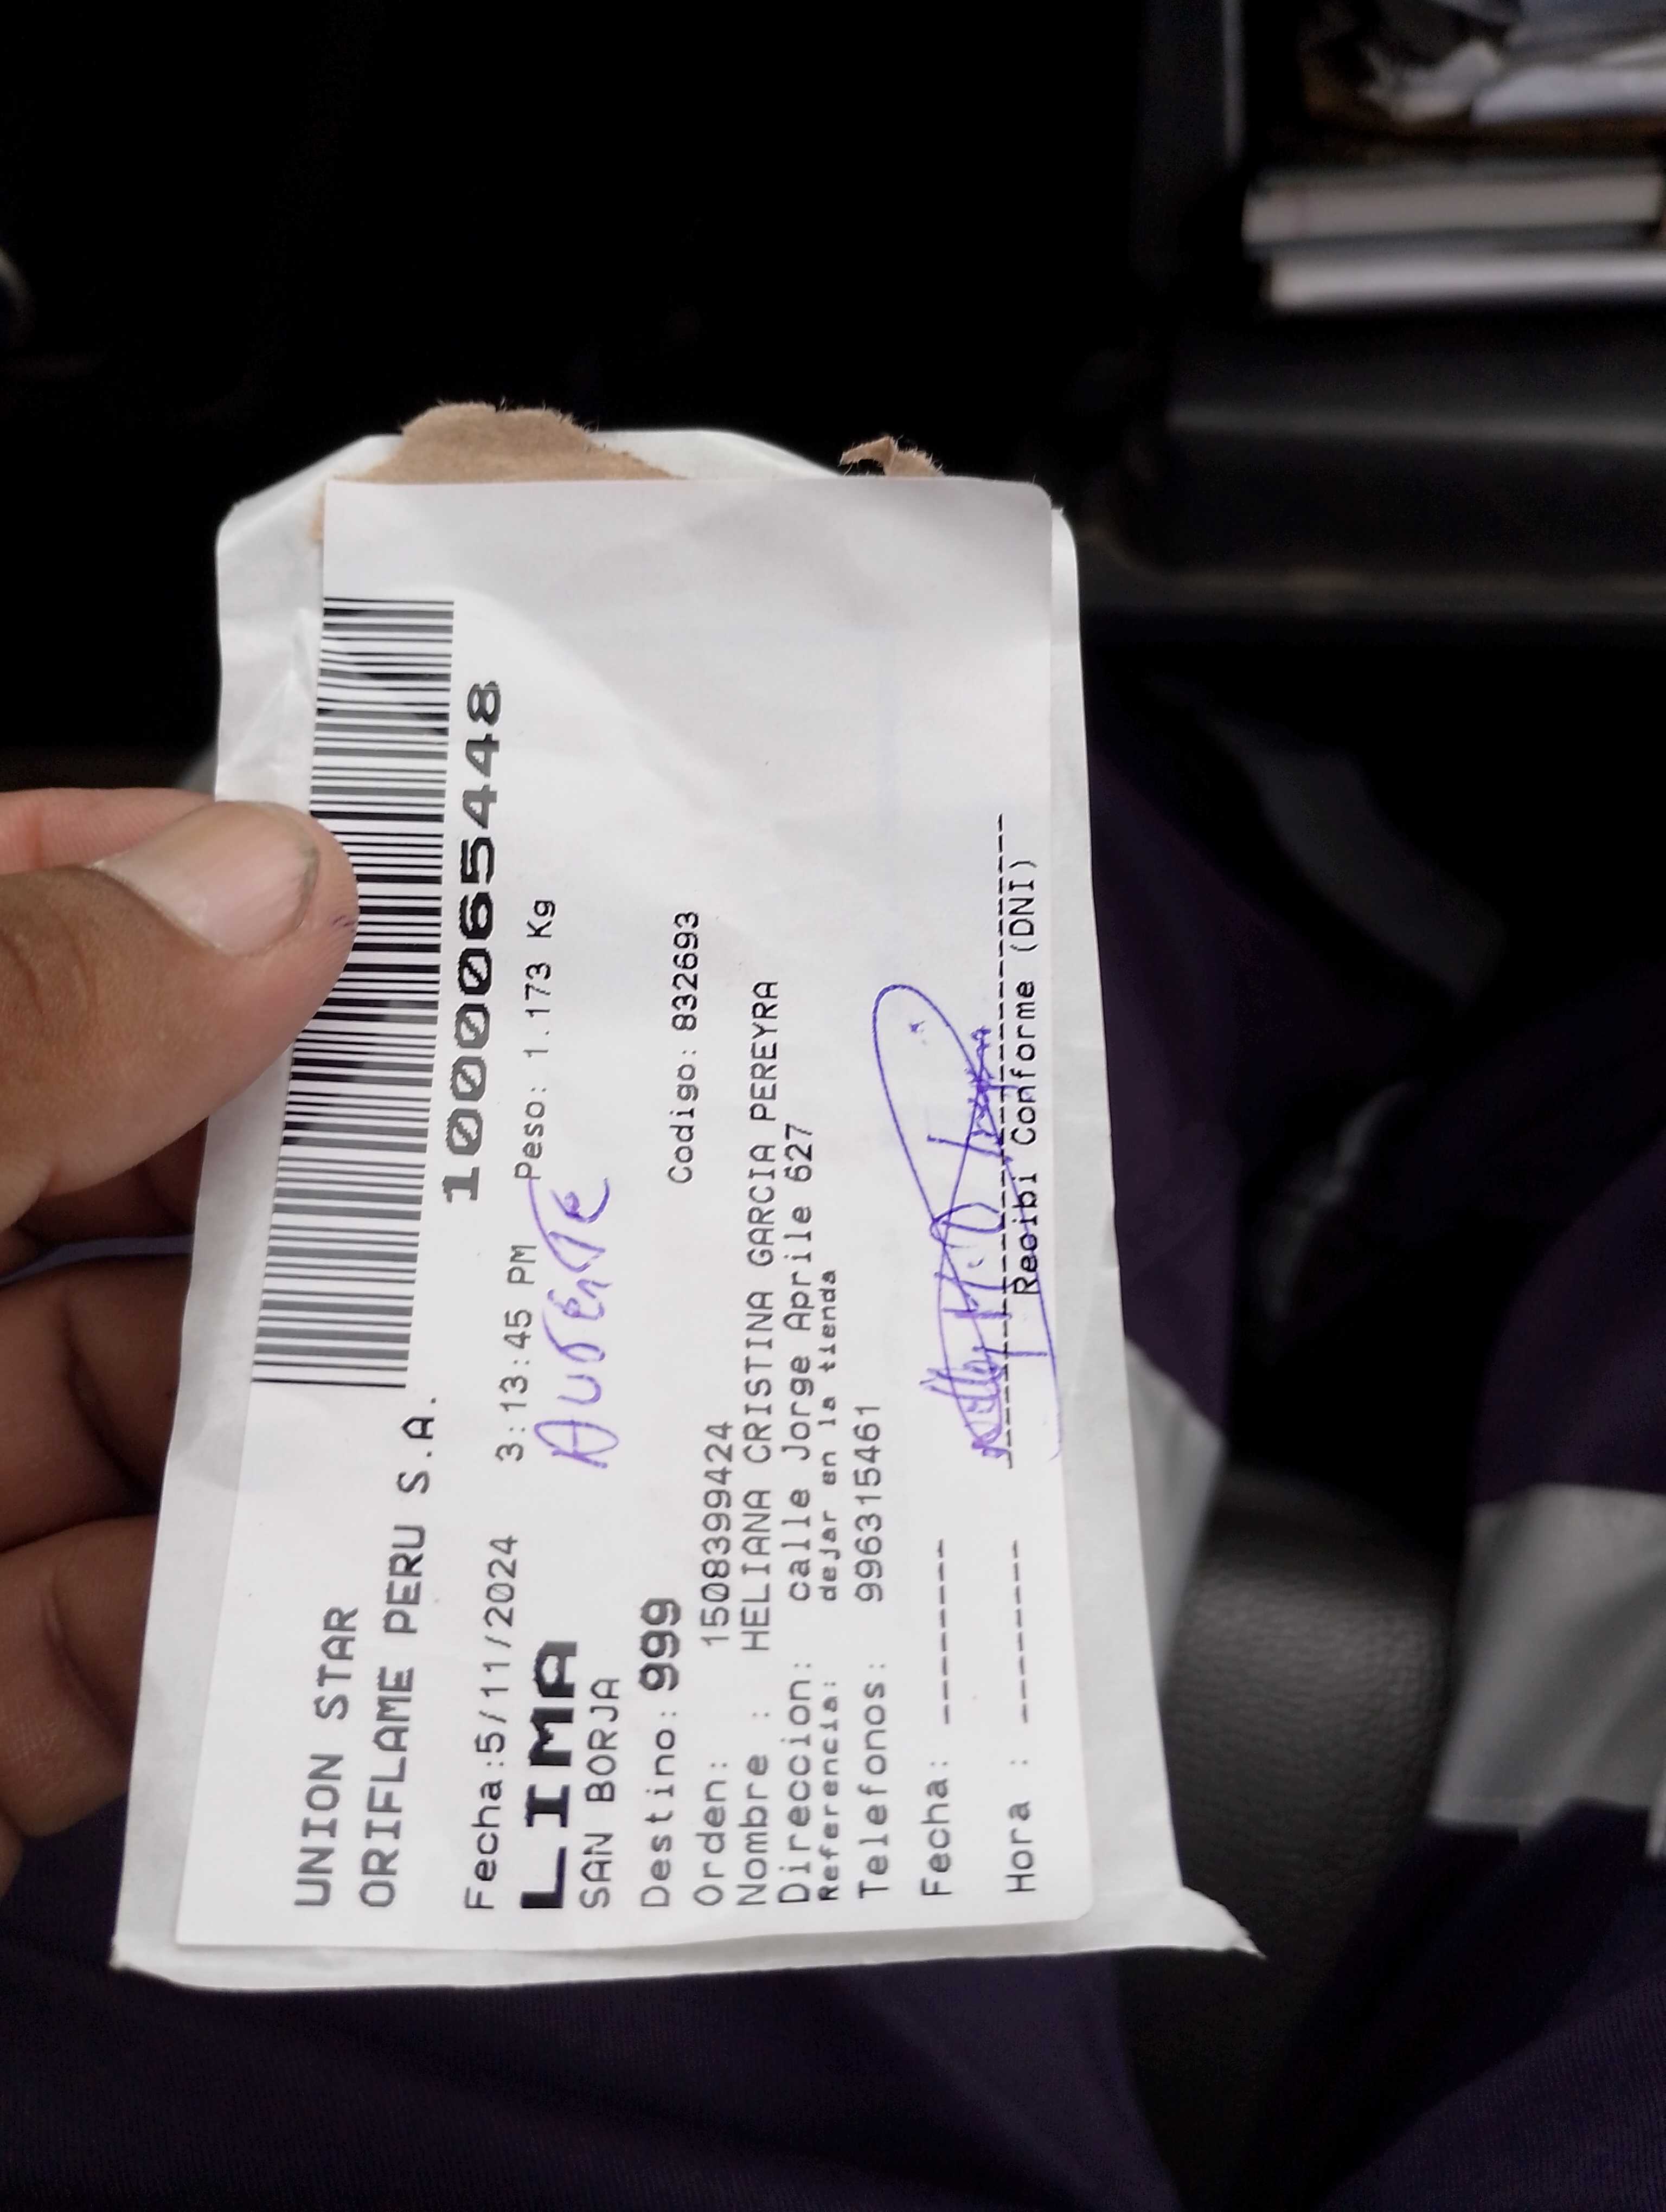 UNION STAR
ORIFLAME PERU S.A.
1000065448
Fecha:5/11/2024 3:13:45 PM Peso: 1.173 Kg
LIMA
AUSENTE
SAN BORJA
Destino: 999 Codigo: 832693
Orden: 1508399424
Nombre : HELIANA CRISTINA GARCIA PEREYRA
Direccion: calle Jorge Aprile 627
Referencia: dejar en la tienda
Telefonos: 996315461
Fecha: --------
Hora : --------
Recibi Conforme (DNI)